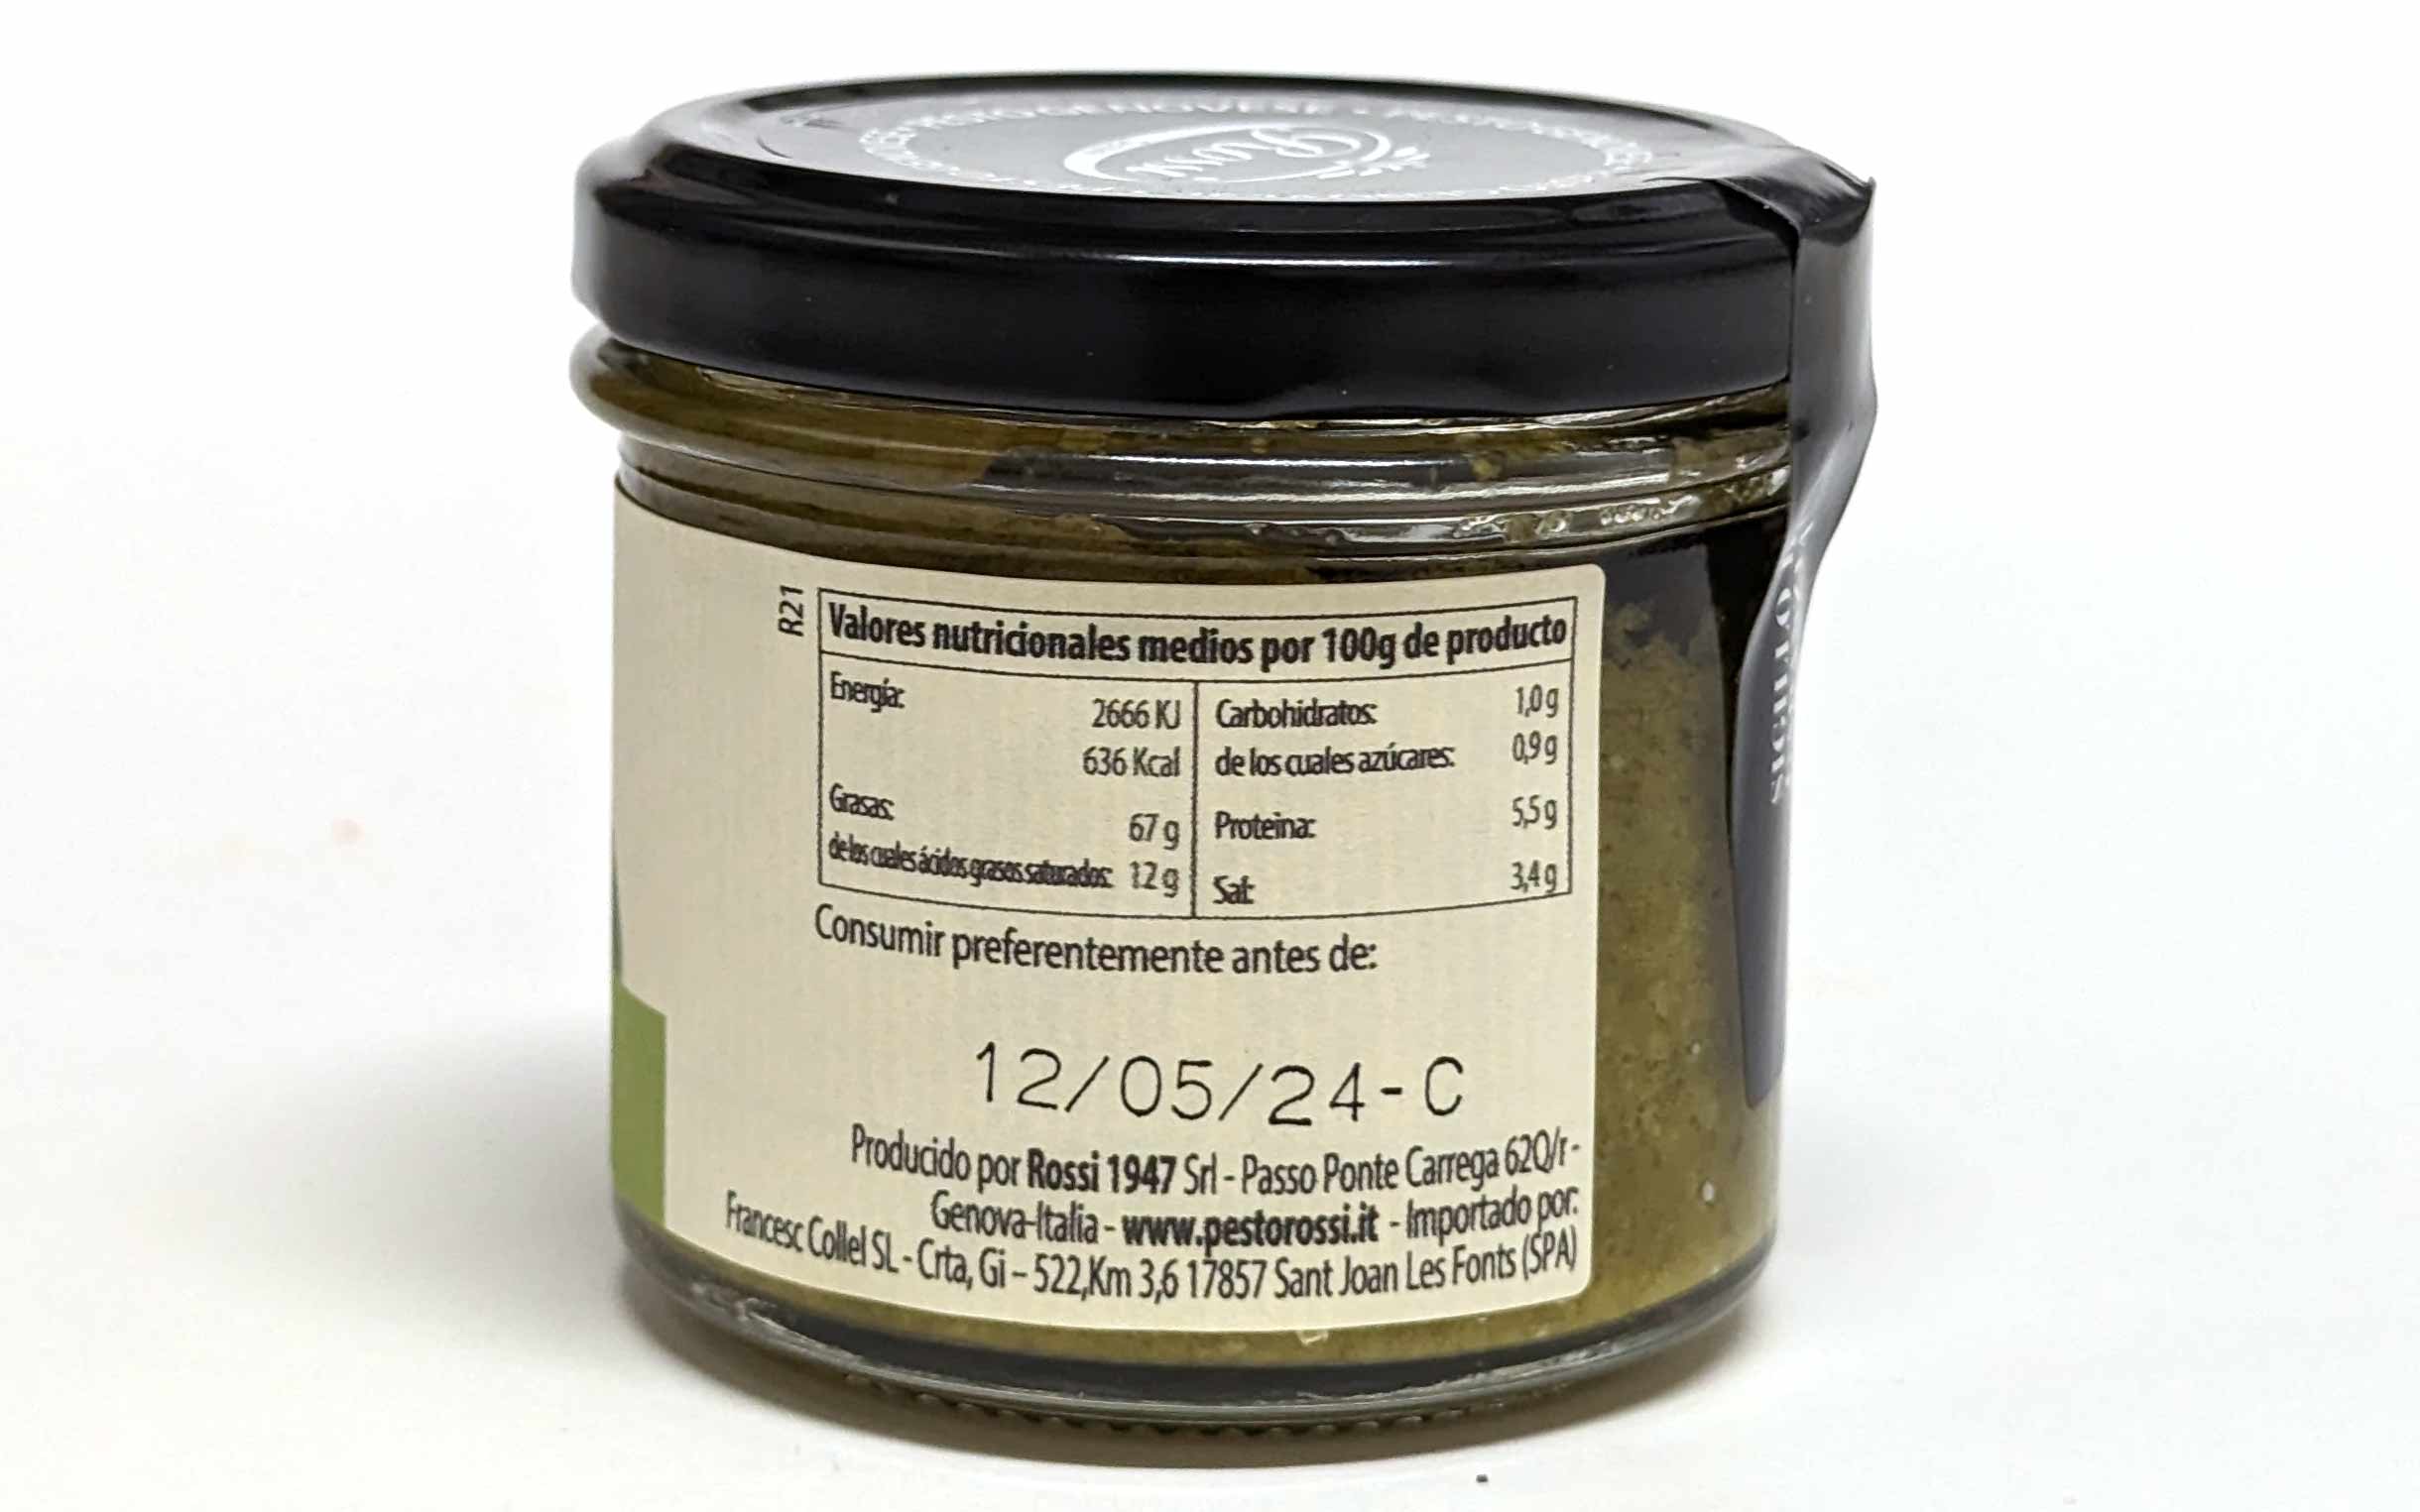 PESTO GENOVESE
Rossi
R21
Valores nutricionales medios por 100g de producto
Energía: 2666 KJ
636 Kcal
Grasas: 67 g
de los cuales ácidos grasos saturados: 12 g
Carbohidratos: 1,0 g
de los cuales azúcares: 0,9 g
Proteina: 5,5 g
Sal: 3,4 g
Consumir preferentemente antes de:
12/05/24-C
Producido por Rossi 1947 Srl - Passo Ponte Carrega 62Q/r -
Genova-Italia - www.pestorossi.it - Importado por:
Francesc Collel SL - Crta, Gi – 522,Km 3,6 17857 Sant Joan Les Fonts (SPA)